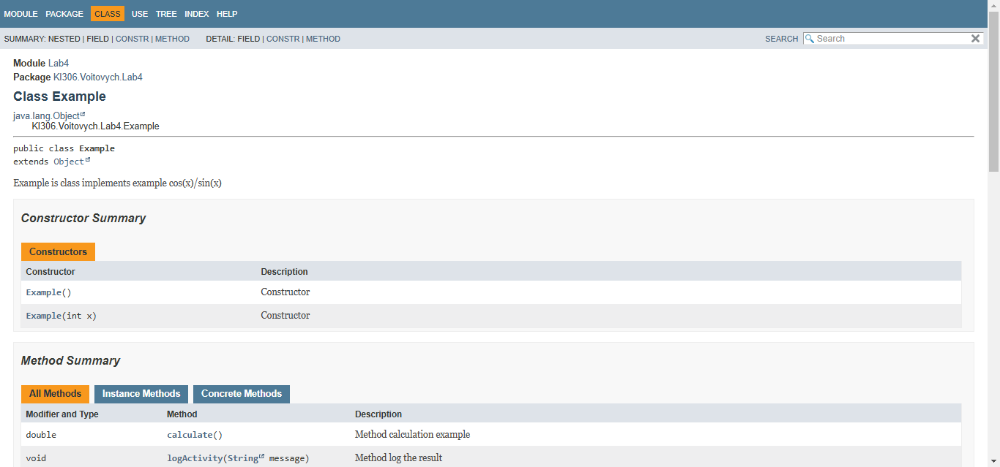 MODULE PACKAGE CLASS USE TREE INDEX HELP
SUMMARY: NESTED | FIELD | CONSTR | METHOD DETAIL: FIELD | CONSTR | METHOD SEARCH Search
Module Lab4
Package KI306.Voitovych.Lab4
Class Example
java.lang.Object
KI306.Voitovych.Lab4.Example
public class Example
extends Object
Example is class implements example cos(x)/sin(x)
Constructor Summary
Constructors
Constructor Description
Example() Constructor
Example(int x) Constructor
Method Summary
All Methods Instance Methods Concrete Methods
Modifier and Type Method Description
double calculate() Method calculation example
void logActivity(String message) Method log the result